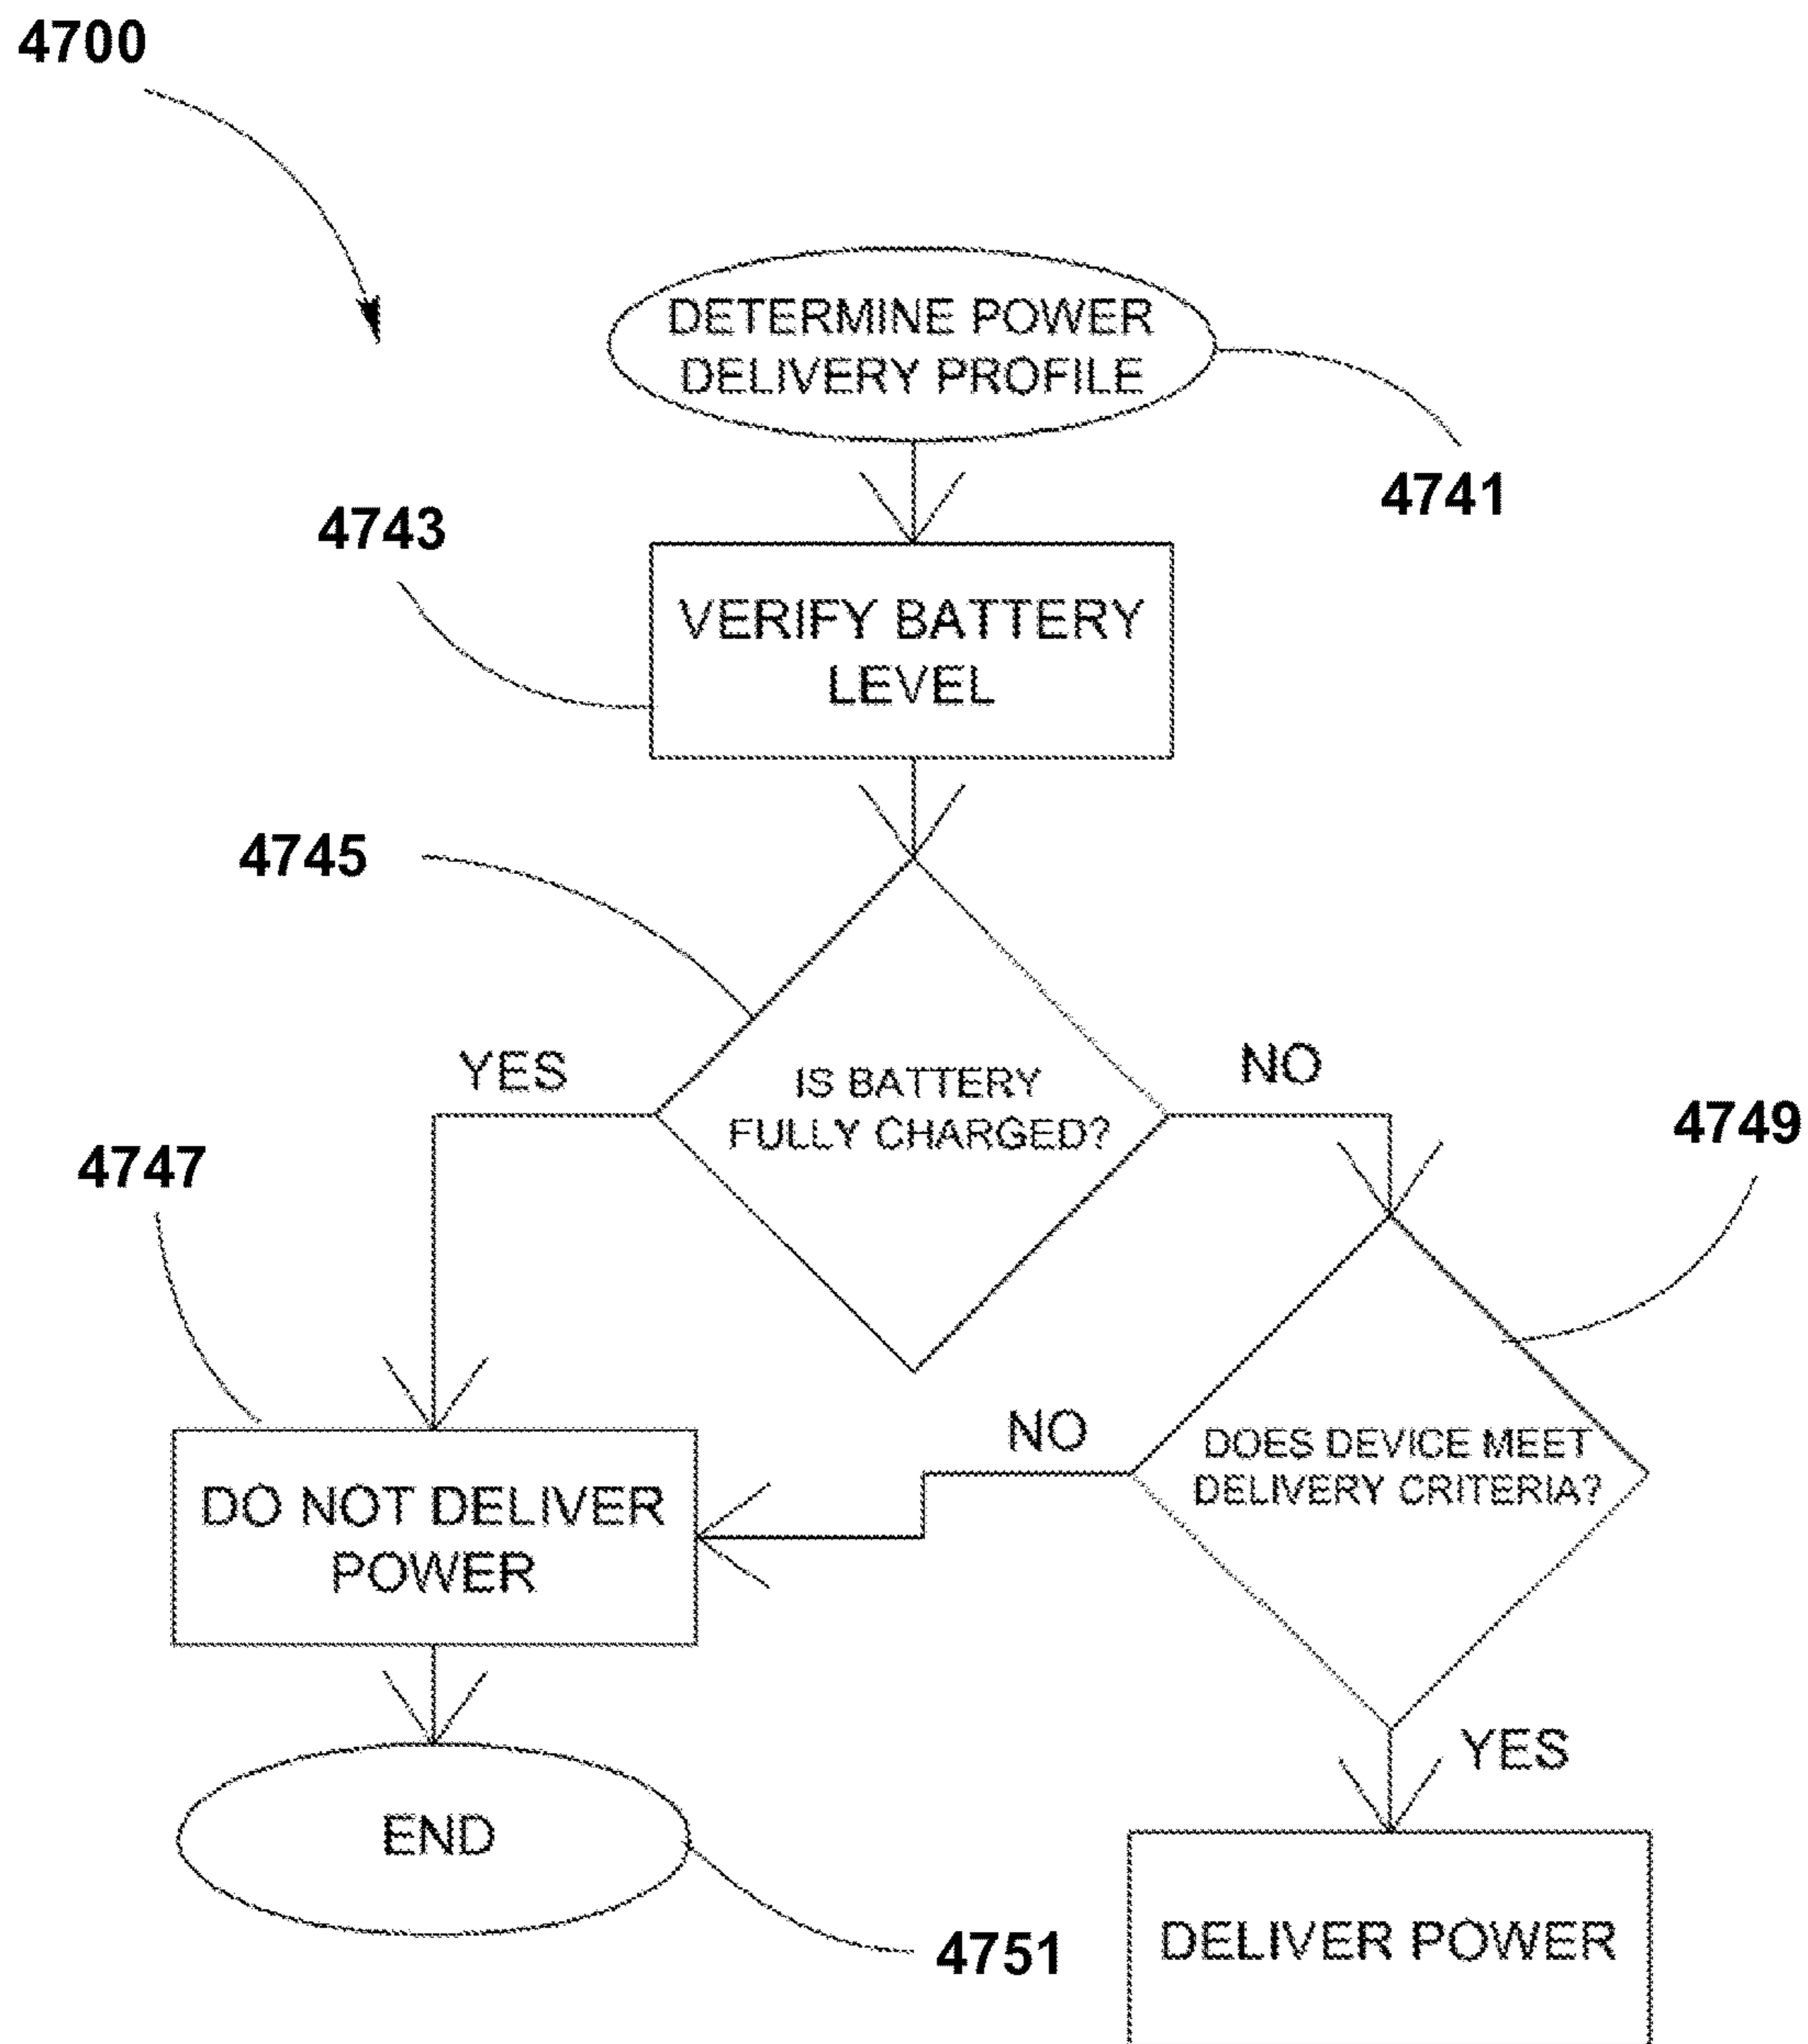 4700
DETERMINE POWER
DELIVERY PROFILE
4741
4743
VERIFY BATTERY
LEVEL
4745
YES
IS BATTERY
FULLY CHARGED?
NO
4749
4747
NO
DOES DEVICE MEET
DELIVERY CRITERIA?
DO NOT DELIVER
POWER
YES
END
4751
DELIVER POWER